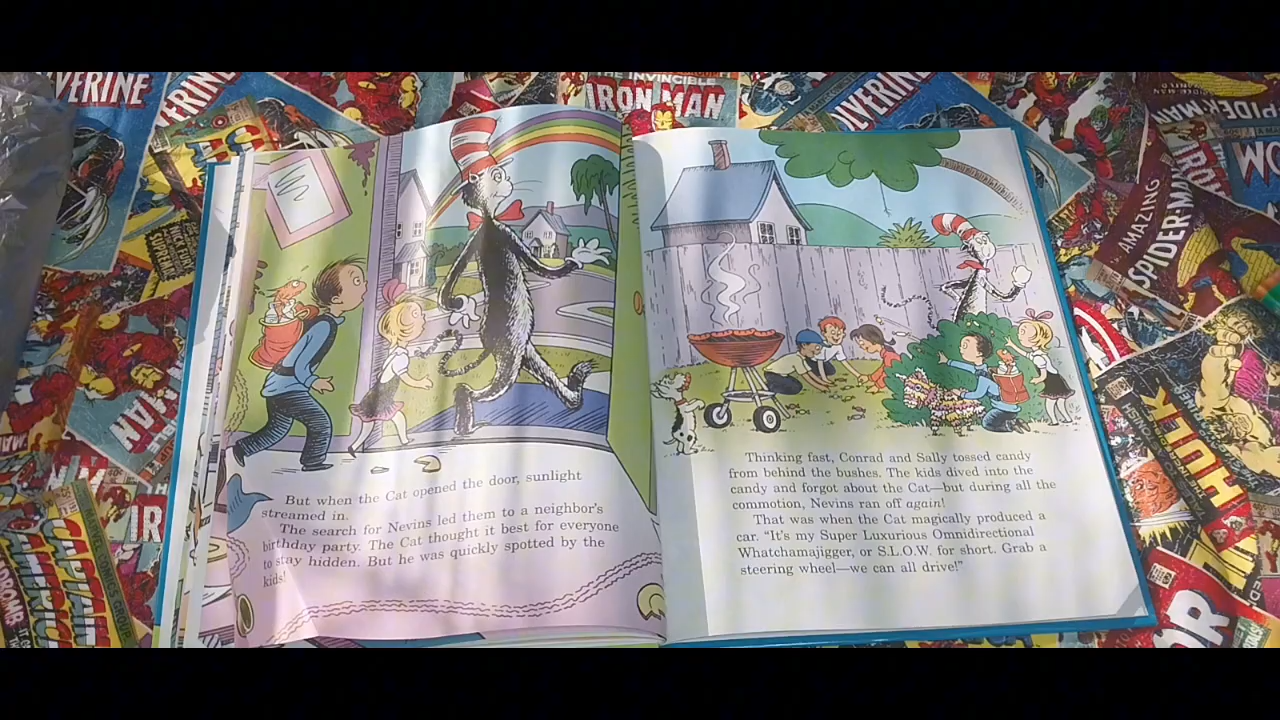 WOLVERINE
THE INVINCIBLE
IRON MAN
WOLVERINE
SPIDER-MAN
AMAZING
SPIDER-MAN
HULK
CAPTAIN
But when the Cat opened the door, sunlight
streamed in.
The search for Nevins led them to a neighbor's
birthday party. The Cat thought it best for everyone
to stay hidden. But he was quickly spotted by the
kids!
Thinking fast, Conrad and Sally tossed candy
from behind the bushes. The kids dived into the
candy and forgot about the Cat—but during all the
commotion, Nevins ran off again!
That was when the Cat magically produced a
car. "It's my Super Luxurious Omnidirectional
Whatchamajigger, or S.L.O.W. for short. Grab a
steering wheel—we can all drive!"